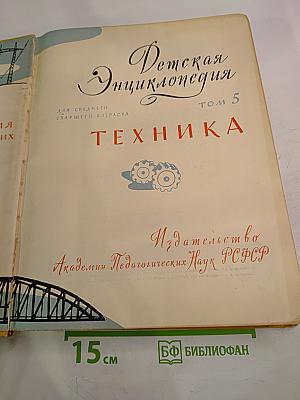 Детская
Энциклопедия
ДЛЯ СРЕДНЕГО
СТАРШЕГО ВОЗРАСТА
ТОМ 5
ТЕХНИКА
Издательство
Академии Педагогических Наук РСФСР
15 см
БФ БИБЛИОФАН